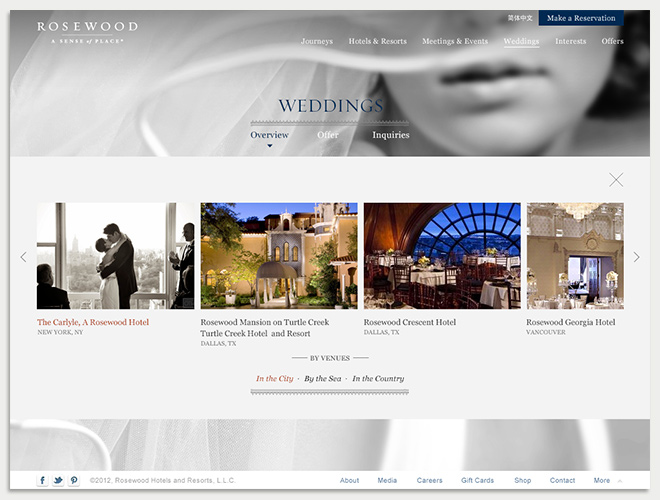 ROSEWOOD
A SENSE of PLACE®
简体中文
Make a Reservation
Journeys
Hotels & Resorts
Meetings & Events
Weddings
Interests
Offers
WEDDINGS
Overview
Offer
Inquiries
The Carlyle, A Rosewood Hotel
NEW YORK, NY
Rosewood Mansion on Turtle Creek
Turtle Creek Hotel and Resort
DALLAS, TX
Rosewood Crescent Hotel
DALLAS, TX
Rosewood Georgia Hotel
VANCOUVER
BY VENUES
In the City · By the Sea · In the Country
©2012, Rosewood Hotels and Resorts, L.L.C.
About
Media
Careers
Gift Cards
Shop
Contact
More